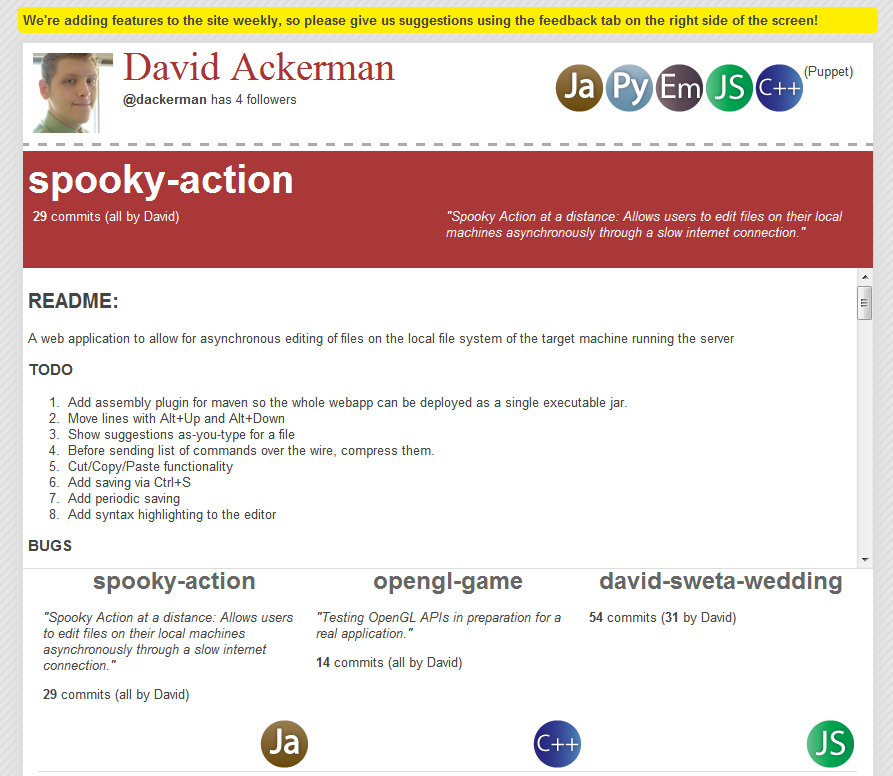 We're adding features to the site weekly, so please give us suggestions using the feedback tab on the right side of the screen!
David Ackerman
@dackerman has 4 followers
Ja Py Em JS C++ (Puppet)
spooky-action
29 commits (all by David)
"Spooky Action at a distance: Allows users to edit files on their local
machines asynchronously through a slow internet connection."
README:
A web application to allow for asynchronous editing of files on the local file system of the target machine running the server
TODO
1. Add assembly plugin for maven so the whole webapp can be deployed as a single executable jar.
2. Move lines with Alt+Up and Alt+Down
3. Show suggestions as-you-type for a file
4. Before sending list of commands over the wire, compress them.
5. Cut/Copy/Paste functionality
6. Add saving via Ctrl+S
7. Add periodic saving
8. Add syntax highlighting to the editor
BUGS
spooky-action
"Spooky Action at a distance: Allows users
to edit files on their local machines
asynchronously through a slow internet
connection."
29 commits (all by David)
Ja
opengl-game
"Testing OpenGL APIs in preparation for a
real application."
14 commits (all by David)
C++
david-sweta-wedding
54 commits (31 by David)
JS